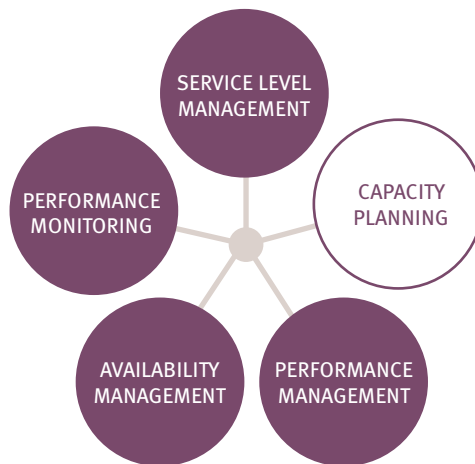 SERVICE LEVEL
MANAGEMENT
PERFORMANCE
MONITORING
CAPACITY
PLANNING
AVAILABILITY
MANAGEMENT
PERFORMANCE
MANAGEMENT